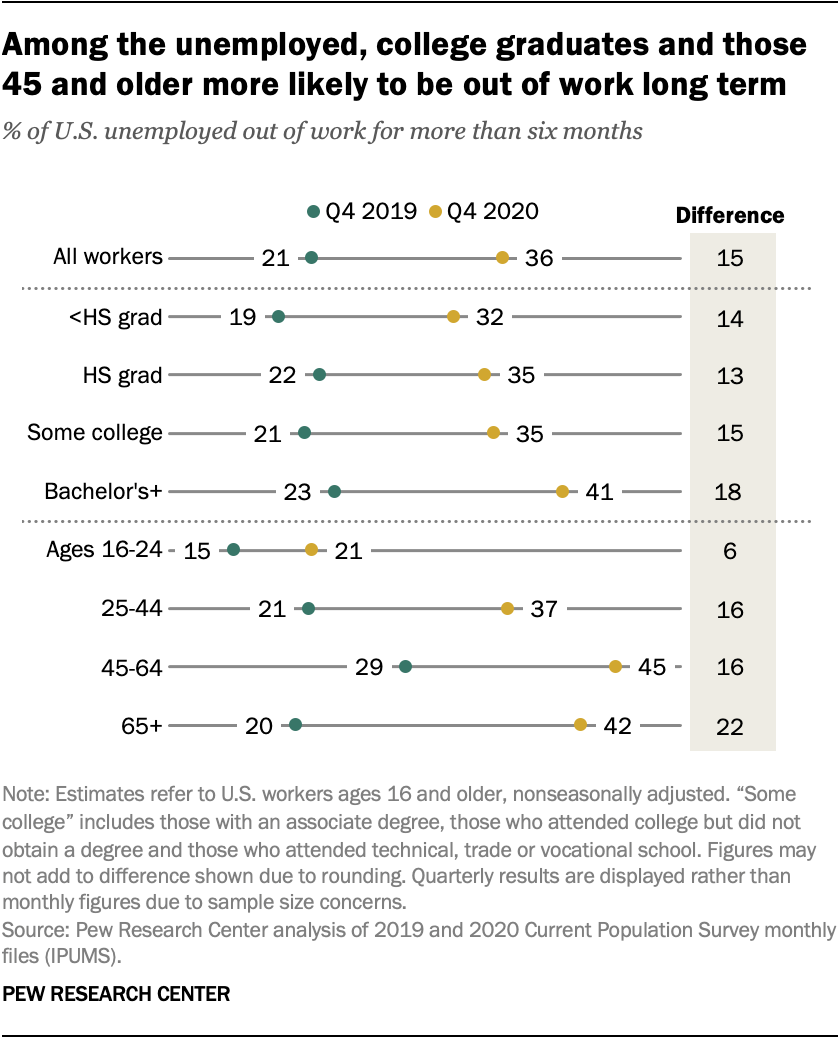 Among the unemployed, college graduates and those
45 and older more likely to be out of work long term
% of U.S. unemployed out of work for more than six months
Q4 2019 Q4 2020 Difference
All workers 21 36 15
<HS grad 19 32 14
HS grad 22 35 13
Some college 21 35 15
Bachelor's+ 23 41 18
Ages 16-24 15 21 6
25-44 21 37 16
45-64 29 45 16
65+ 20 42 22
Note: Estimates refer to U.S. workers ages 16 and older, nonseasonally adjusted. “Some
college” includes those with an associate degree, those who attended college but did not
obtain a degree and those who attended technical, trade or vocational school. Figures may
not add to difference shown due to rounding. Quarterly results are displayed rather than
monthly figures due to sample size concerns.
Source: Pew Research Center analysis of 2019 and 2020 Current Population Survey monthly
files (IPUMS).
PEW RESEARCH CENTER